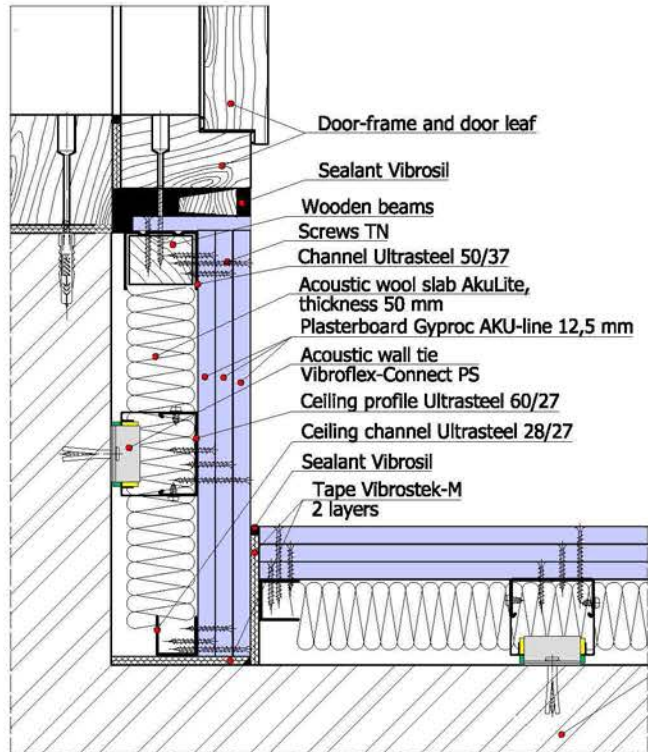 Door-frame and door leaf
Sealant Vibrosil
Wooden beams
Screws TN
Channel Ultrasteel 50/37
Acoustic wool slab AkuLite,
thickness 50 mm
Plasterboard Gyproc AKU-line 12,5 mm
Acoustic wall tie
Vibroflex-Connect PS
Ceiling profile Ultrasteel 60/27
Ceiling channel Ultrasteel 28/27
Sealant Vibrosil
Tape Vibrostek-M
2 layers